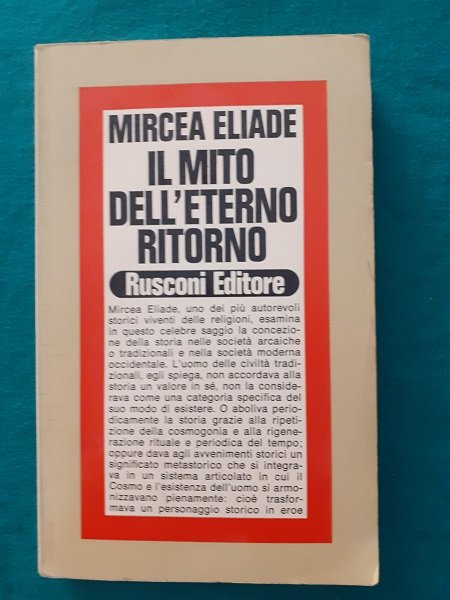 MIRCEA ELIADE
IL MITO
DELL'ETERNO
RITORNO
Rusconi Editore
Mircea Eliade, uno dei più autorevoli
storici viventi delle religioni, esamina
in questo celebre saggio la concezio-
ne della storia nelle società arcaiche
o tradizionali e nella società moderna
occidentale. L'uomo delle civiltà tradi-
zionali, egli spiega, non accordava alla
storia un valore in sé, non la conside-
rava come una categoria specifica del
suo modo di esistere. O aboliva perio-
dicamente la storia grazie alla ripeti-
zione della cosmogonia e alla rigene-
razione rituale e periodica del tempo;
oppure dava agli avvenimenti storici un
significato metastorico che si integra-
va in un sistema articolato in cui il
Cosmo e l'esistenza dell'uomo si armo-
nizzavano pienamente: cioè trasfor-
mava un personaggio storico in eroe